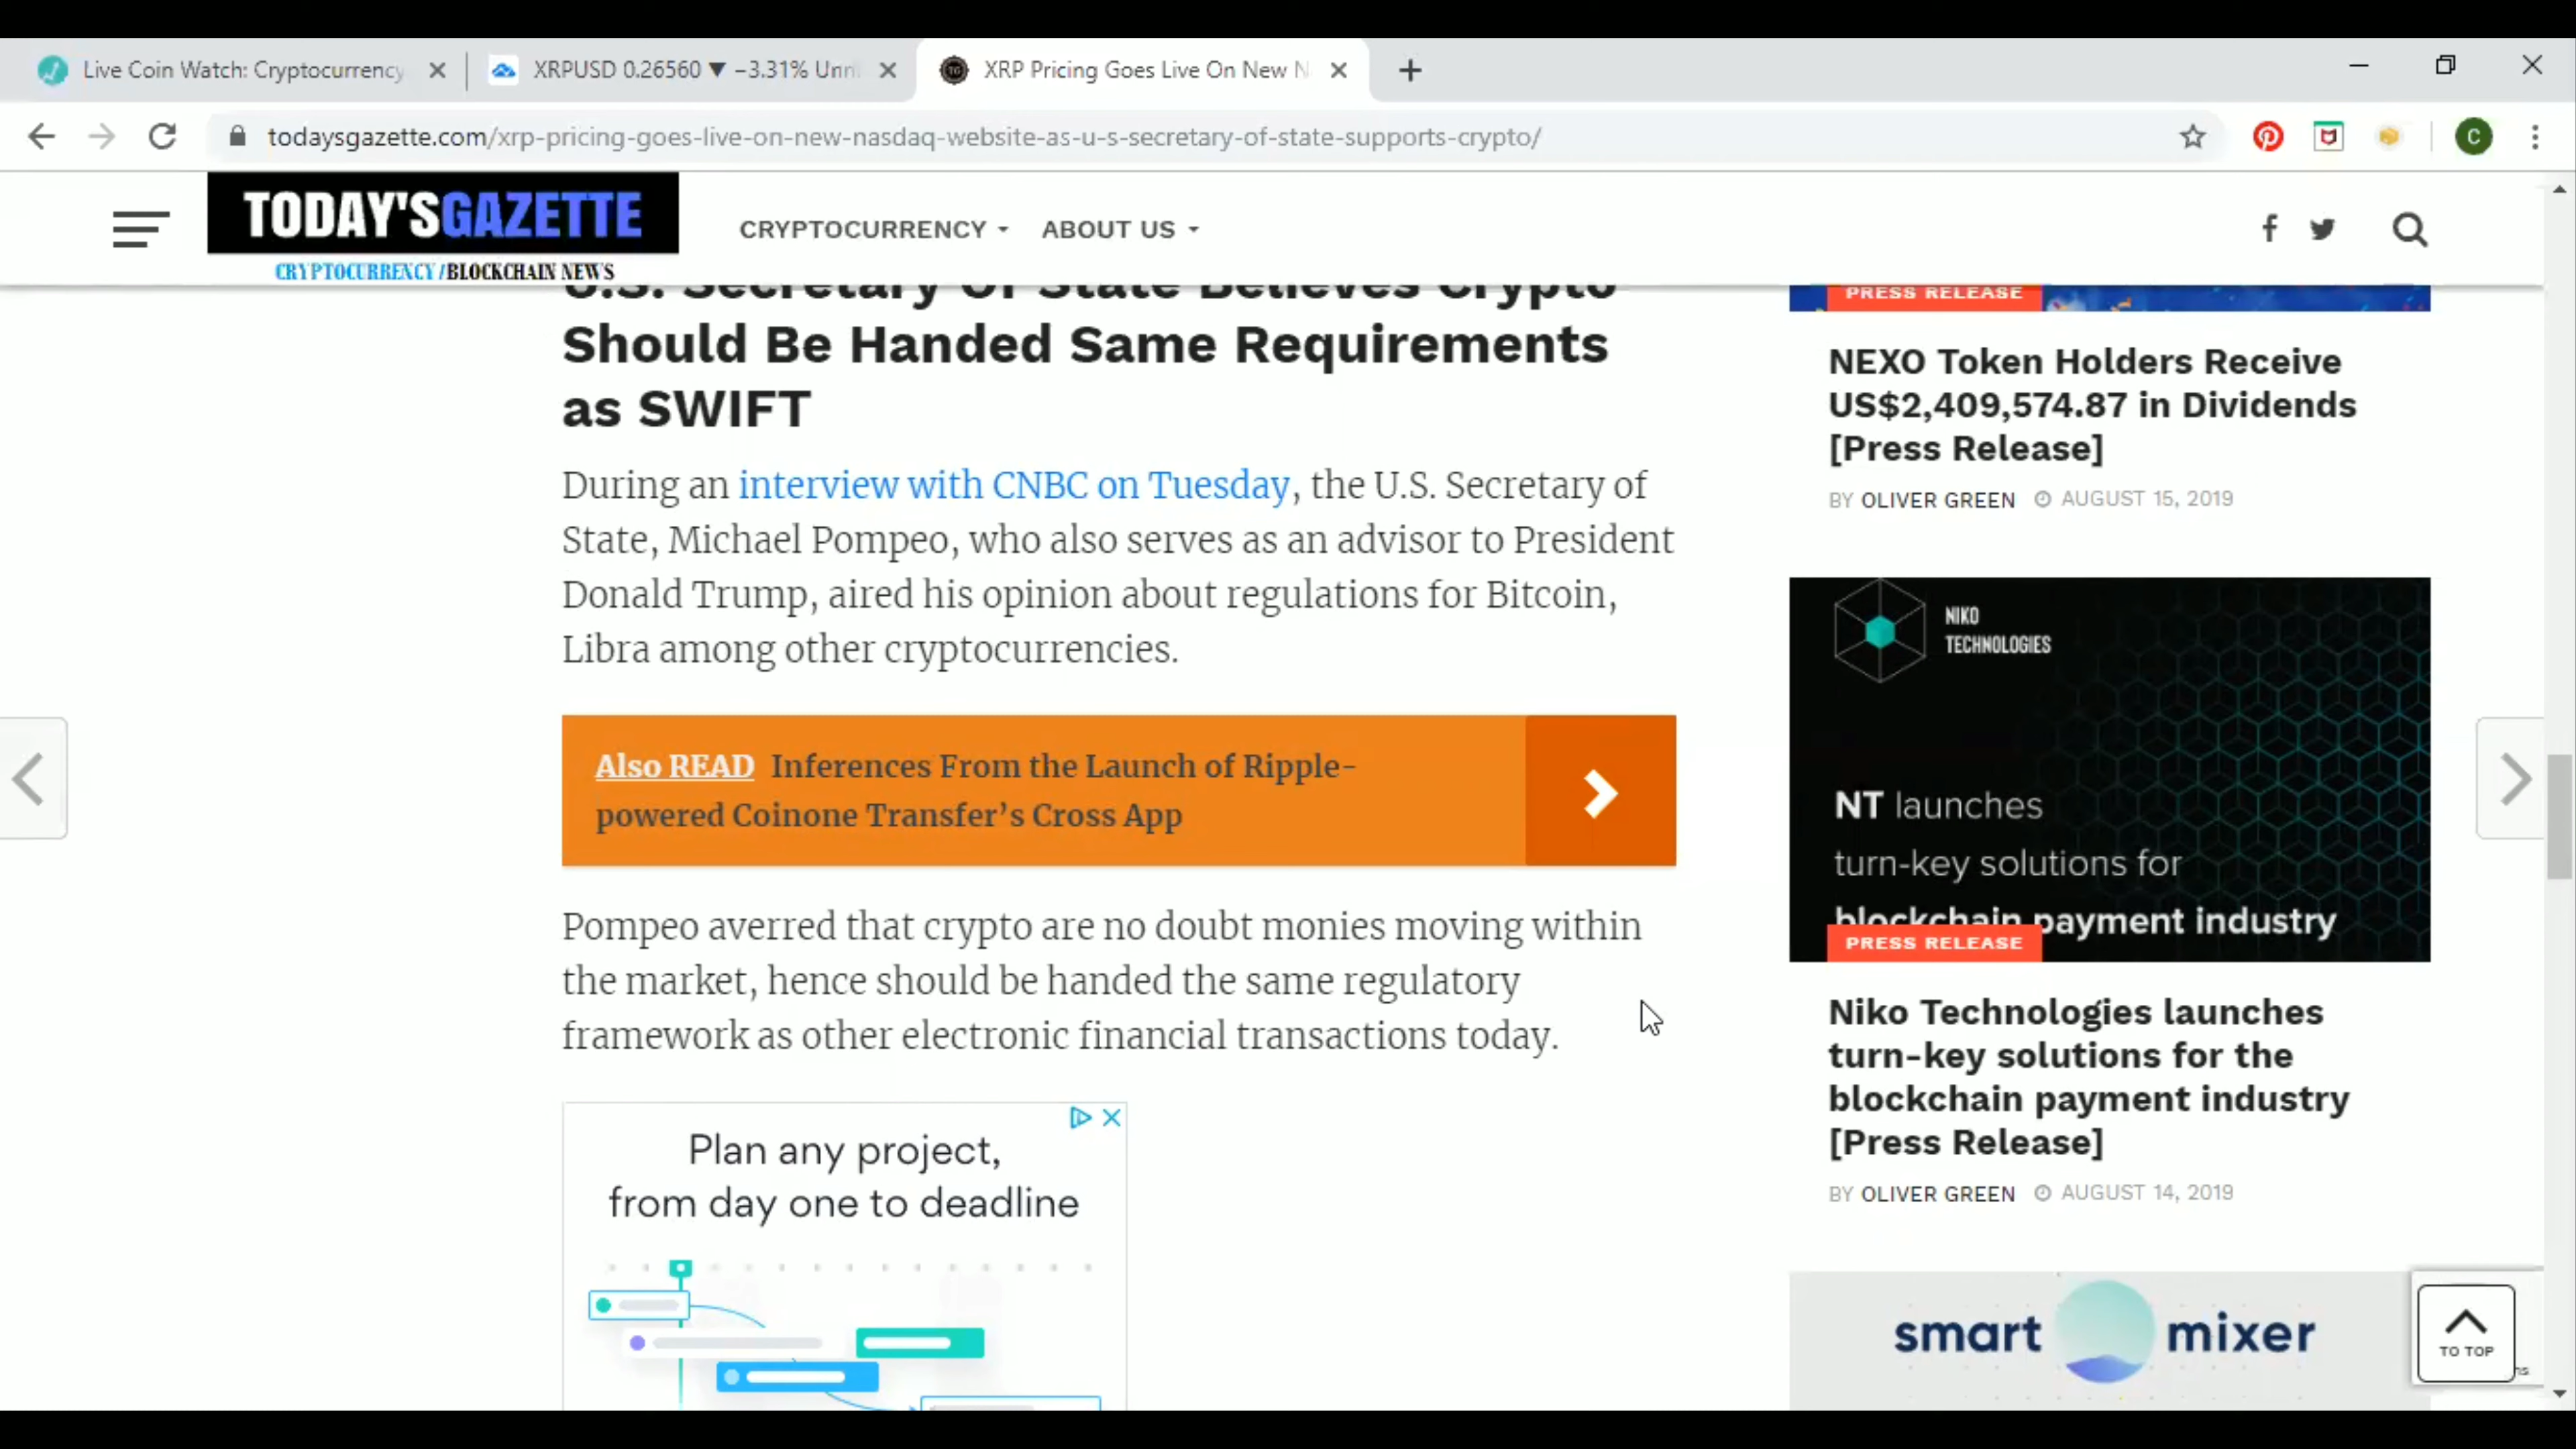 Live Coin Watch: Cryptocurrency
XRPUSD 0.26560 ▼ −3.31% Unn
XRP Pricing Goes Live On New N
todaysgazette.com/xrp-pricing-goes-live-on-new-nasdaq-website-as-u-s-secretary-of-state-supports-crypto/
C
TODAY'SGAZETTE
CRYPTOCURRENCY/BLOCKCHAIN NEWS
CRYPTOCURRENCY
ABOUT US
U.S. Secretary Of State Believes Crypto
Should Be Handed Same Requirements
as SWIFT
During an interview with CNBC on Tuesday, the U.S. Secretary of
State, Michael Pompeo, who also serves as an advisor to President
Donald Trump, aired his opinion about regulations for Bitcoin,
Libra among other cryptocurrencies.
Also READ Inferences From the Launch of Ripple-
powered Coinone Transfer’s Cross App
Pompeo averred that crypto are no doubt monies moving within
the market, hence should be handed the same regulatory
framework as other electronic financial transactions today.
Plan any project,
from day one to deadline
PRESS RELEASE
NEXO Token Holders Receive
US$2,409,574.87 in Dividends
[Press Release]
BY OLIVER GREEN AUGUST 15, 2019
NIKO
TECHNOLOGIES
NT launches
turn-key solutions for
blockchain payment industry
PRESS RELEASE
Niko Technologies launches
turn-key solutions for the
blockchain payment industry
[Press Release]
BY OLIVER GREEN AUGUST 14, 2019
smart mixer
TO TOP